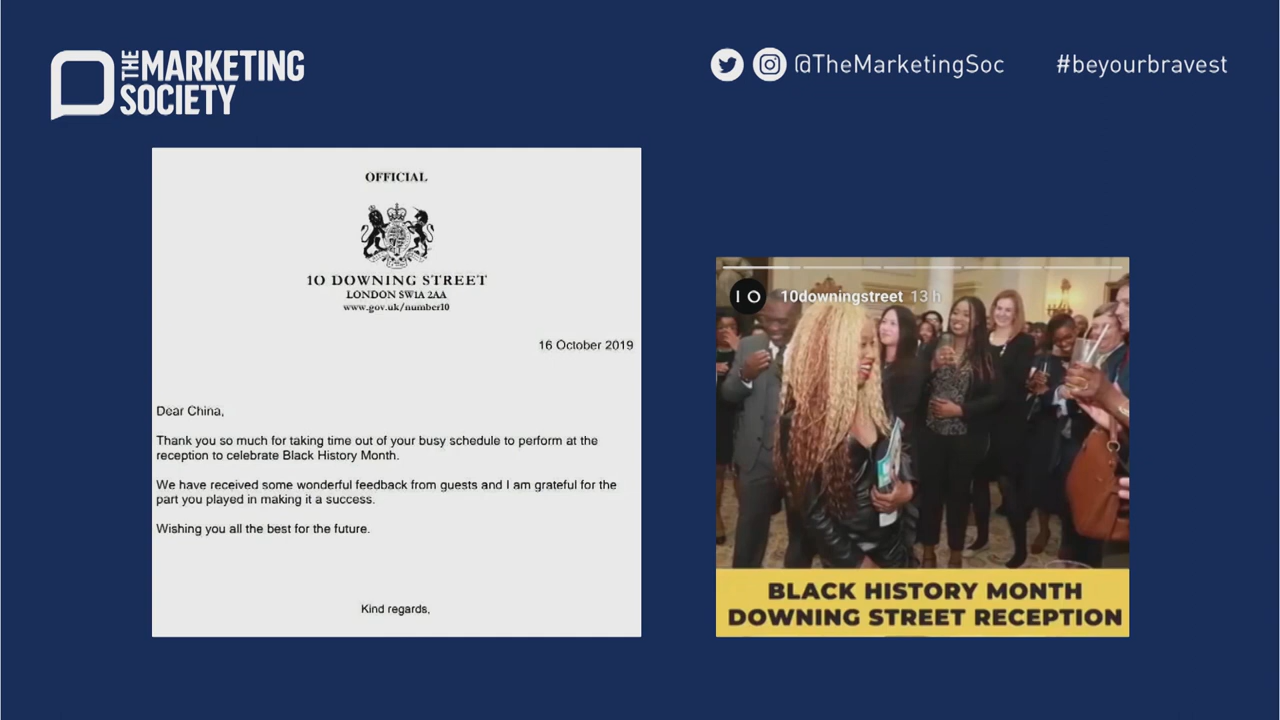 THE MARKETING
SOCIETY
@TheMarketingSoc #beyourbravest
OFFICIAL
10 DOWNING STREET
LONDON SW1A 2AA
www.gov.uk/number10
16 October 2019
Dear China,
Thank you so much for taking time out of your busy schedule to perform at the
reception to celebrate Black History Month.
We have received some wonderful feedback from guests and I am grateful for the
part you played in making it a success.
Wishing you all the best for the future.
Kind regards,
10 10downingstreet 13 h
BLACK HISTORY MONTH
DOWNING STREET RECEPTION